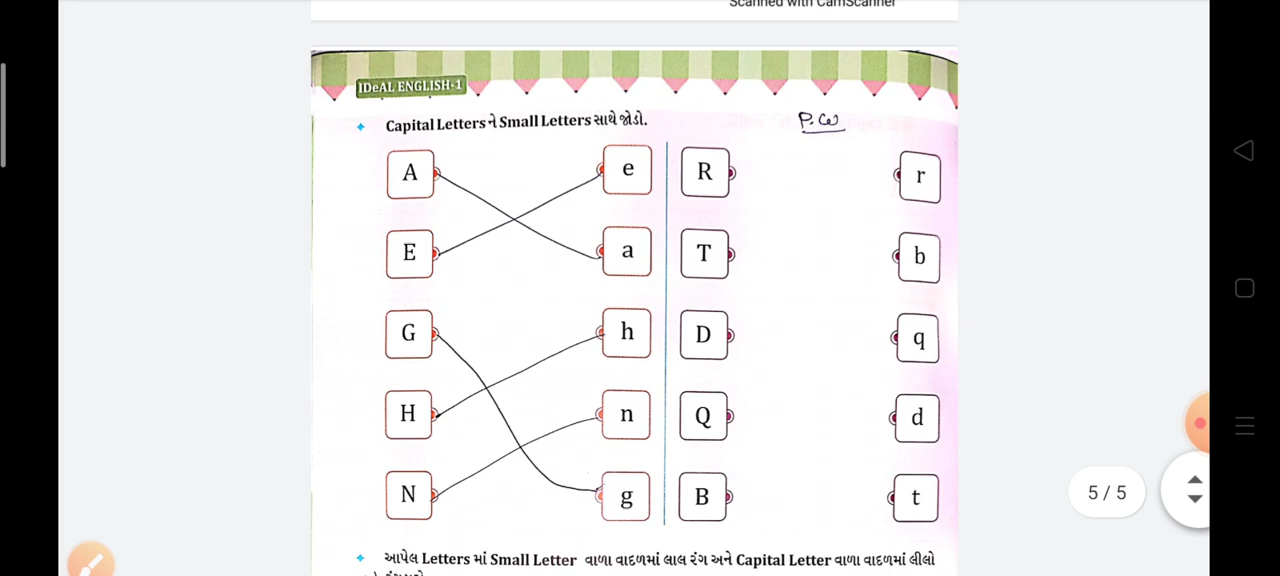 Scanned with CamScanner
IDeAL ENGLISH-1
Capital Letters ને Small Letters સાથે જોડો.
P. W
A e R r
E a T b
G h D q
H n Q d
N g B t
5 / 5
આપેલ Letters માં Small Letter વાળા વાદળમાં લાલ રંગ અને Capital Letter વાળા વાદળમાં લીલો